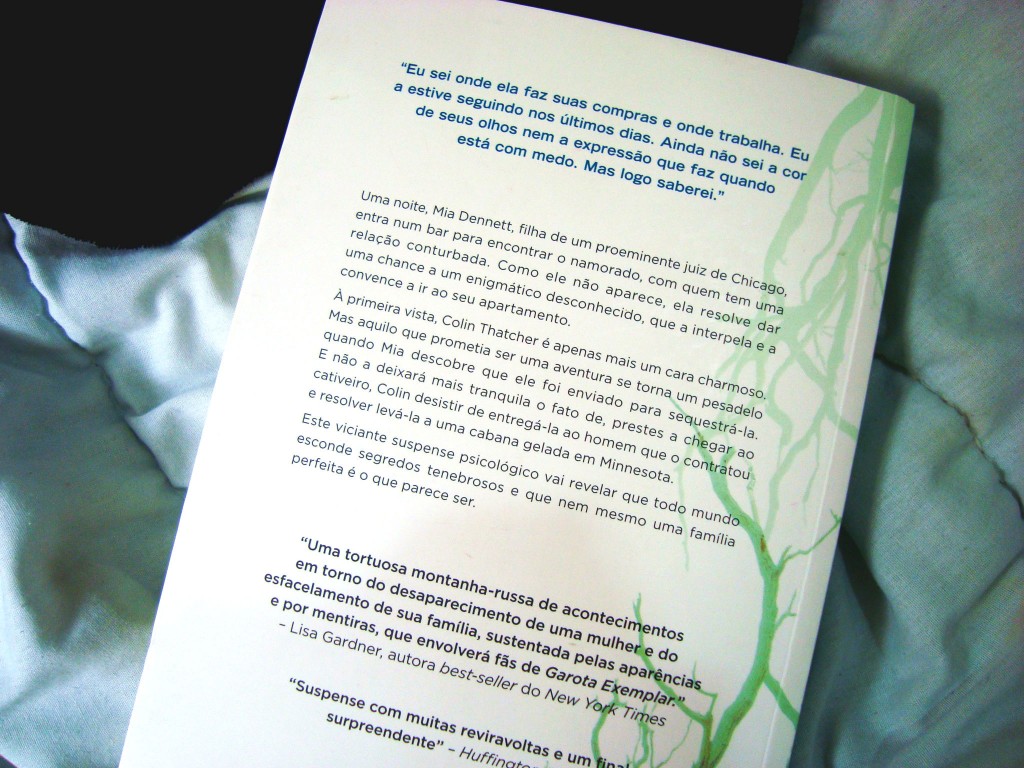 “Eu sei onde ela faz suas compras e onde trabalha. Eu
a estive seguindo nos últimos dias. Ainda não sei a cor
de seus olhos nem a expressão que faz quando
está com medo. Mas logo saberei.”
Uma noite, Mia Dennett, filha de um proeminente juiz de Chicago,
entra num bar para encontrar o namorado, com quem tem uma
relação conturbada. Como ele não aparece, ela resolve dar
uma chance a um enigmático desconhecido, que a interpela e a
convence a ir ao seu apartamento.
À primeira vista, Colin Thatcher é apenas mais um cara charmoso.
Mas aquilo que prometia ser uma aventura se torna um pesadelo
quando Mia descobre que ele foi enviado para sequestrá-la.
E não a deixará mais tranquila o fato de, prestes a chegar ao
cativeiro, Colin desistir de entregá-la ao homem que o contratou
e resolver levá-la a uma cabana gelada em Minnesota.
Este viciante suspense psicológico vai revelar que todo mundo
esconde segredos tenebrosos e que nem mesmo uma família
perfeita é o que parece ser.
“Uma tortuosa montanha-russa de acontecimentos
em torno do desaparecimento de uma mulher e do
esfacelamento de sua família, sustentada pelas aparências
e por mentiras, que envolverá fãs de Garota Exemplar.”
– Lisa Gardner, autora best-seller do New York Times
“Suspense com muitas reviravoltas e um final
surpreendente” –